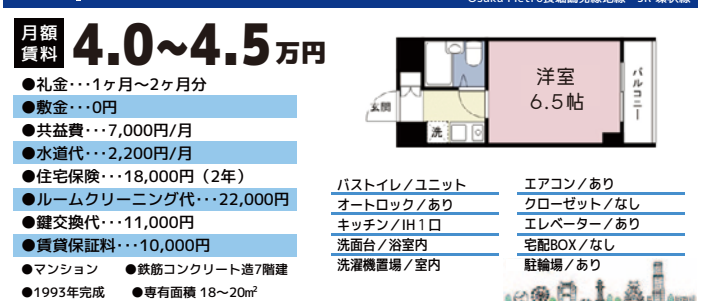 月額
賃料 4.0〜4.5万円
●礼金･･･1ヶ月〜2ヶ月分
●敷金･･･0円
●共益費･･･7,000円/月
●水道代･･･2,200円/月
●住宅保険･･･18,000円（2年）
●ルームクリーニング代･･･22,000円
●鍵交換代･･･11,000円
●賃貸保証料･･･10,000円
●マンション ●鉄筋コンクリート造7階建
●1993年完成 ●専有面積 18〜20㎡
洋室
6.5帖
バルコニー
玄関
洗
バストイレ／ユニット
オートロック／あり
キッチン／IH１口
洗面台／浴室内
洗濯機置場／室内
エアコン／あり
クローゼット／なし
エレベーター／あり
宅配BOX／なし
駐輪場／あり